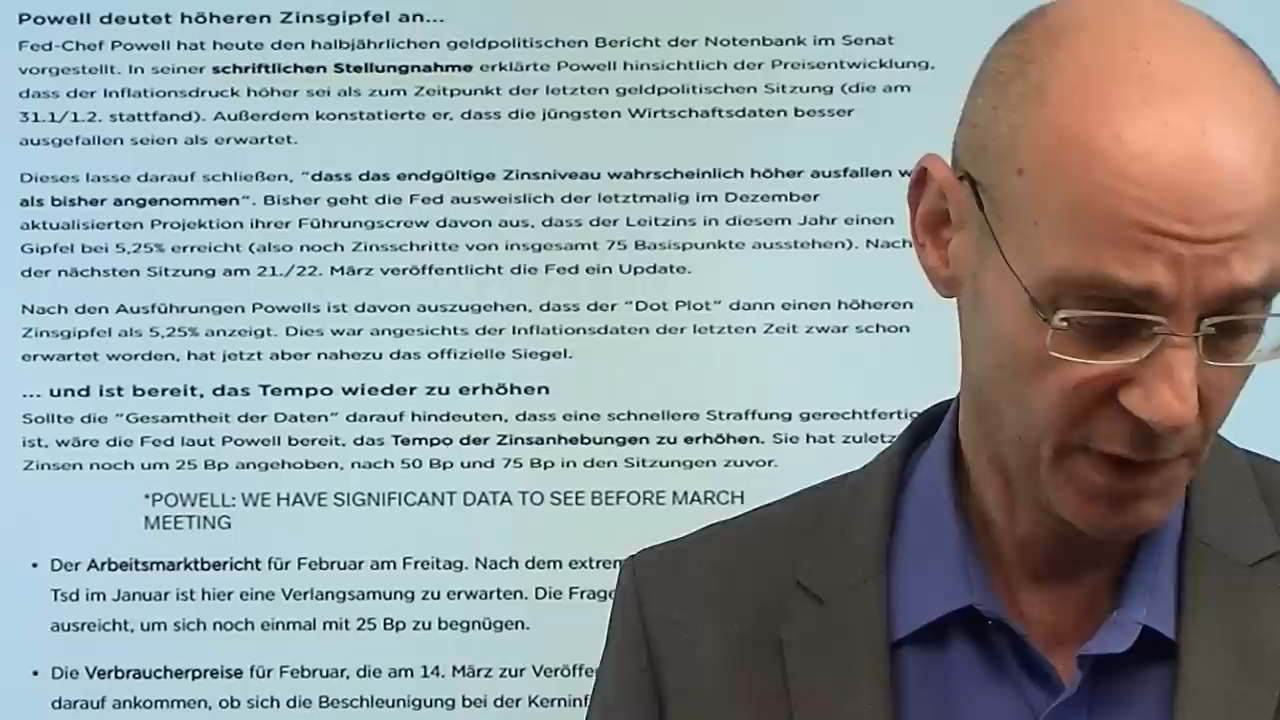 Powell deutet höheren Zinsgipfel an...
Fed-Chef Powell hat heute den halbjährlichen geldpolitischen Bericht der Notenbank im Senat
vorgestellt. In seiner schriftlichen Stellungnahme erklärte Powell hinsichtlich der Preisentwicklung,
dass der Inflationsdruck höher sei als zum Zeitpunkt der letzten geldpolitischen Sitzung (die am
31.1/1.2. stattfand). Außerdem konstatierte er, dass die jüngsten Wirtschaftsdaten besser
ausgefallen seien als erwartet.
Dieses lasse darauf schließen, "dass das endgültige Zinsniveau wahrscheinlich höher ausfallen
als bisher angenommen". Bisher geht die Fed ausweislich der letztmalig im Dezember
aktualisierten Projektion ihrer Führungscrew davon aus, dass der Leitzins in diesem Jahr einen
Gipfel bei 5,25% erreicht (also noch Zinsschritte von insgesamt 75 Basispunkte ausstehen). Nach
der nächsten Sitzung am 21./22. März veröffentlicht die Fed ein Update.
Nach den Ausführungen Powells ist davon auszugehen, dass der "Dot Plot" dann einen höheren
Zinsgipfel als 5,25% anzeigt. Dies war angesichts der Inflationsdaten der letzten Zeit zwar schon
erwartet worden, hat jetzt aber nahezu das offizielle Siegel.
... und ist bereit, das Tempo wieder zu erhöhen
Sollte die "Gesamtheit der Daten" darauf hindeuten, dass eine schnellere Straffung
ist, wäre die Fed laut Powell bereit, das Tempo der Zinsanhebungen zu erhöhen. Sie hat
Zinsen noch um 25 Bp angehoben, nach 50 Bp und 75 Bp in den Sitzungen zuvor.
*POWELL: WE HAVE SIGNIFICANT DATA TO SEE BEFORE MARCH
MEETING
• Der Arbeitsmarktbericht für Februar am Freitag. Nach dem
Tsd im Januar ist hier eine Verlangsamung zu erwarten. Die
ausreicht, um sich noch einmal mit 25 Bp zu begnügen.
• Die Verbraucherpreise für Februar, die am 14. März zur
darauf ankommen, ob sich die Beschleunigung bei der